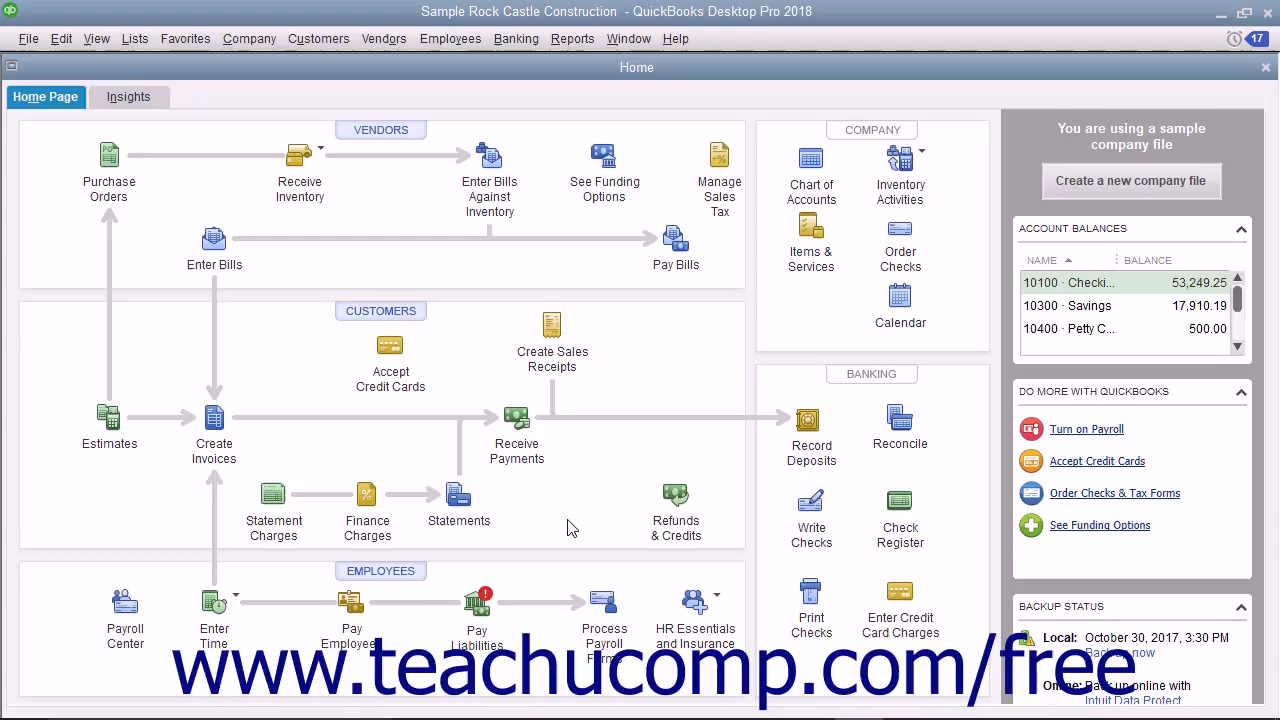 Sample Rock Castle Construction - QuickBooks Desktop Pro 2018
File Edit View Lists Favorites Company Customers Vendors Employees Banking Reports Window Help
17
Home
Home Page
Insights
VENDORS
Purchase
Orders
Receive
Inventory
Enter Bills
Against
Inventory
See Funding
Options
Manage
Sales
Tax
Enter Bills
Pay Bills
CUSTOMERS
Accept
Credit Cards
Create Sales
Receipts
Estimates
Create
Invoices
Receive
Payments
Statement
Charges
Finance
Charges
Statements
Refunds
& Credits
EMPLOYEES
Payroll
Center
Enter
Time
Pay
Employees
Pay
Liabilities
Process
Payroll
Forms
HR Essentials
and Insurance
COMPANY
Chart of
Accounts
Inventory
Activities
Items &
Services
Order
Checks
Calendar
BANKING
Record
Deposits
Reconcile
Write
Checks
Check
Register
Print
Checks
Enter Credit
Card Charges
You are using a sample
company file
Create a new company file
ACCOUNT BALANCES
NAME BALANCE
10100 · Checki... 53,249.25
10300 · Savings 17,910.19
10400 · Petty C... 500.00
DO MORE WITH QUICKBOOKS
Turn on Payroll
Accept Credit Cards
Order Checks & Tax Forms
See Funding Options
BACKUP STATUS
Local: October 30, 2017, 3:30 PM
Back up now
Online: Back up online with
Intuit Data Protect
www.teachucomp.com/free